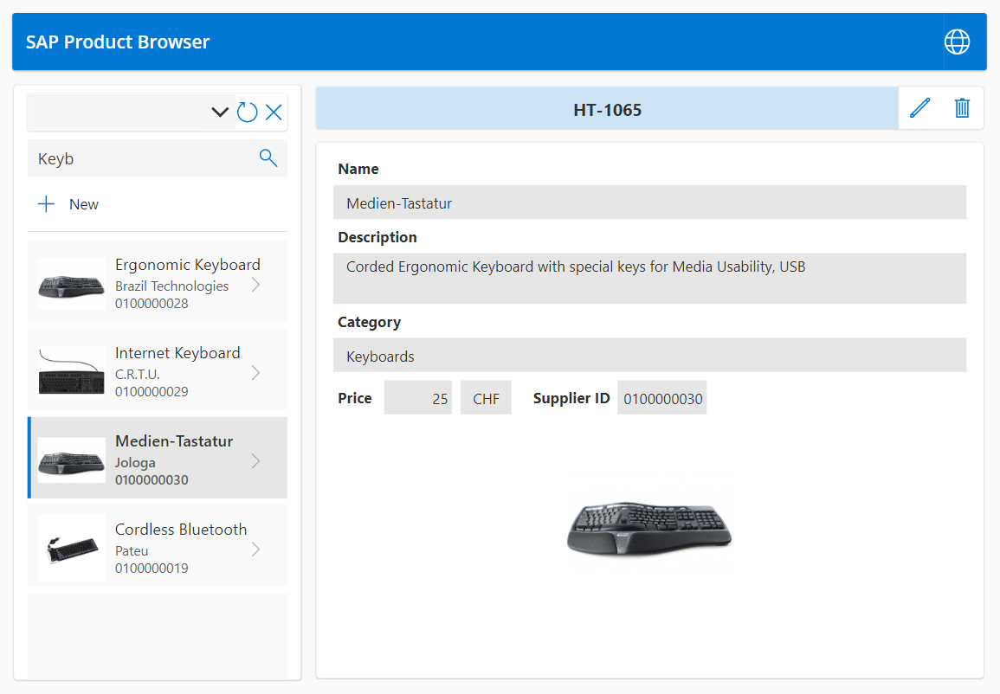 SAP Product Browser
Keyb
New
Ergonomic Keyboard
Brazil Technologies
0100000028
Internet Keyboard
C.R.T.U.
0100000029
Medien-Tastatur
Jologa
0100000030
Cordless Bluetooth
Pateu
0100000019
HT-1065
Name
Medien-Tastatur
Description
Corded Ergonomic Keyboard with special keys for Media Usability, USB
Category
Keyboards
Price 25 CHF Supplier ID 0100000030